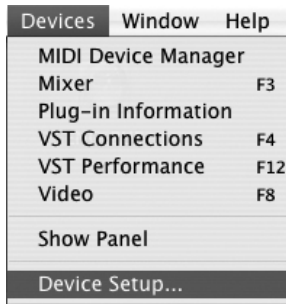 Devices Window Help
MIDI Device Manager
Mixer F3
Plug-in Information
VST Connections F4
VST Performance F12
Video F8
Show Panel
Device Setup...